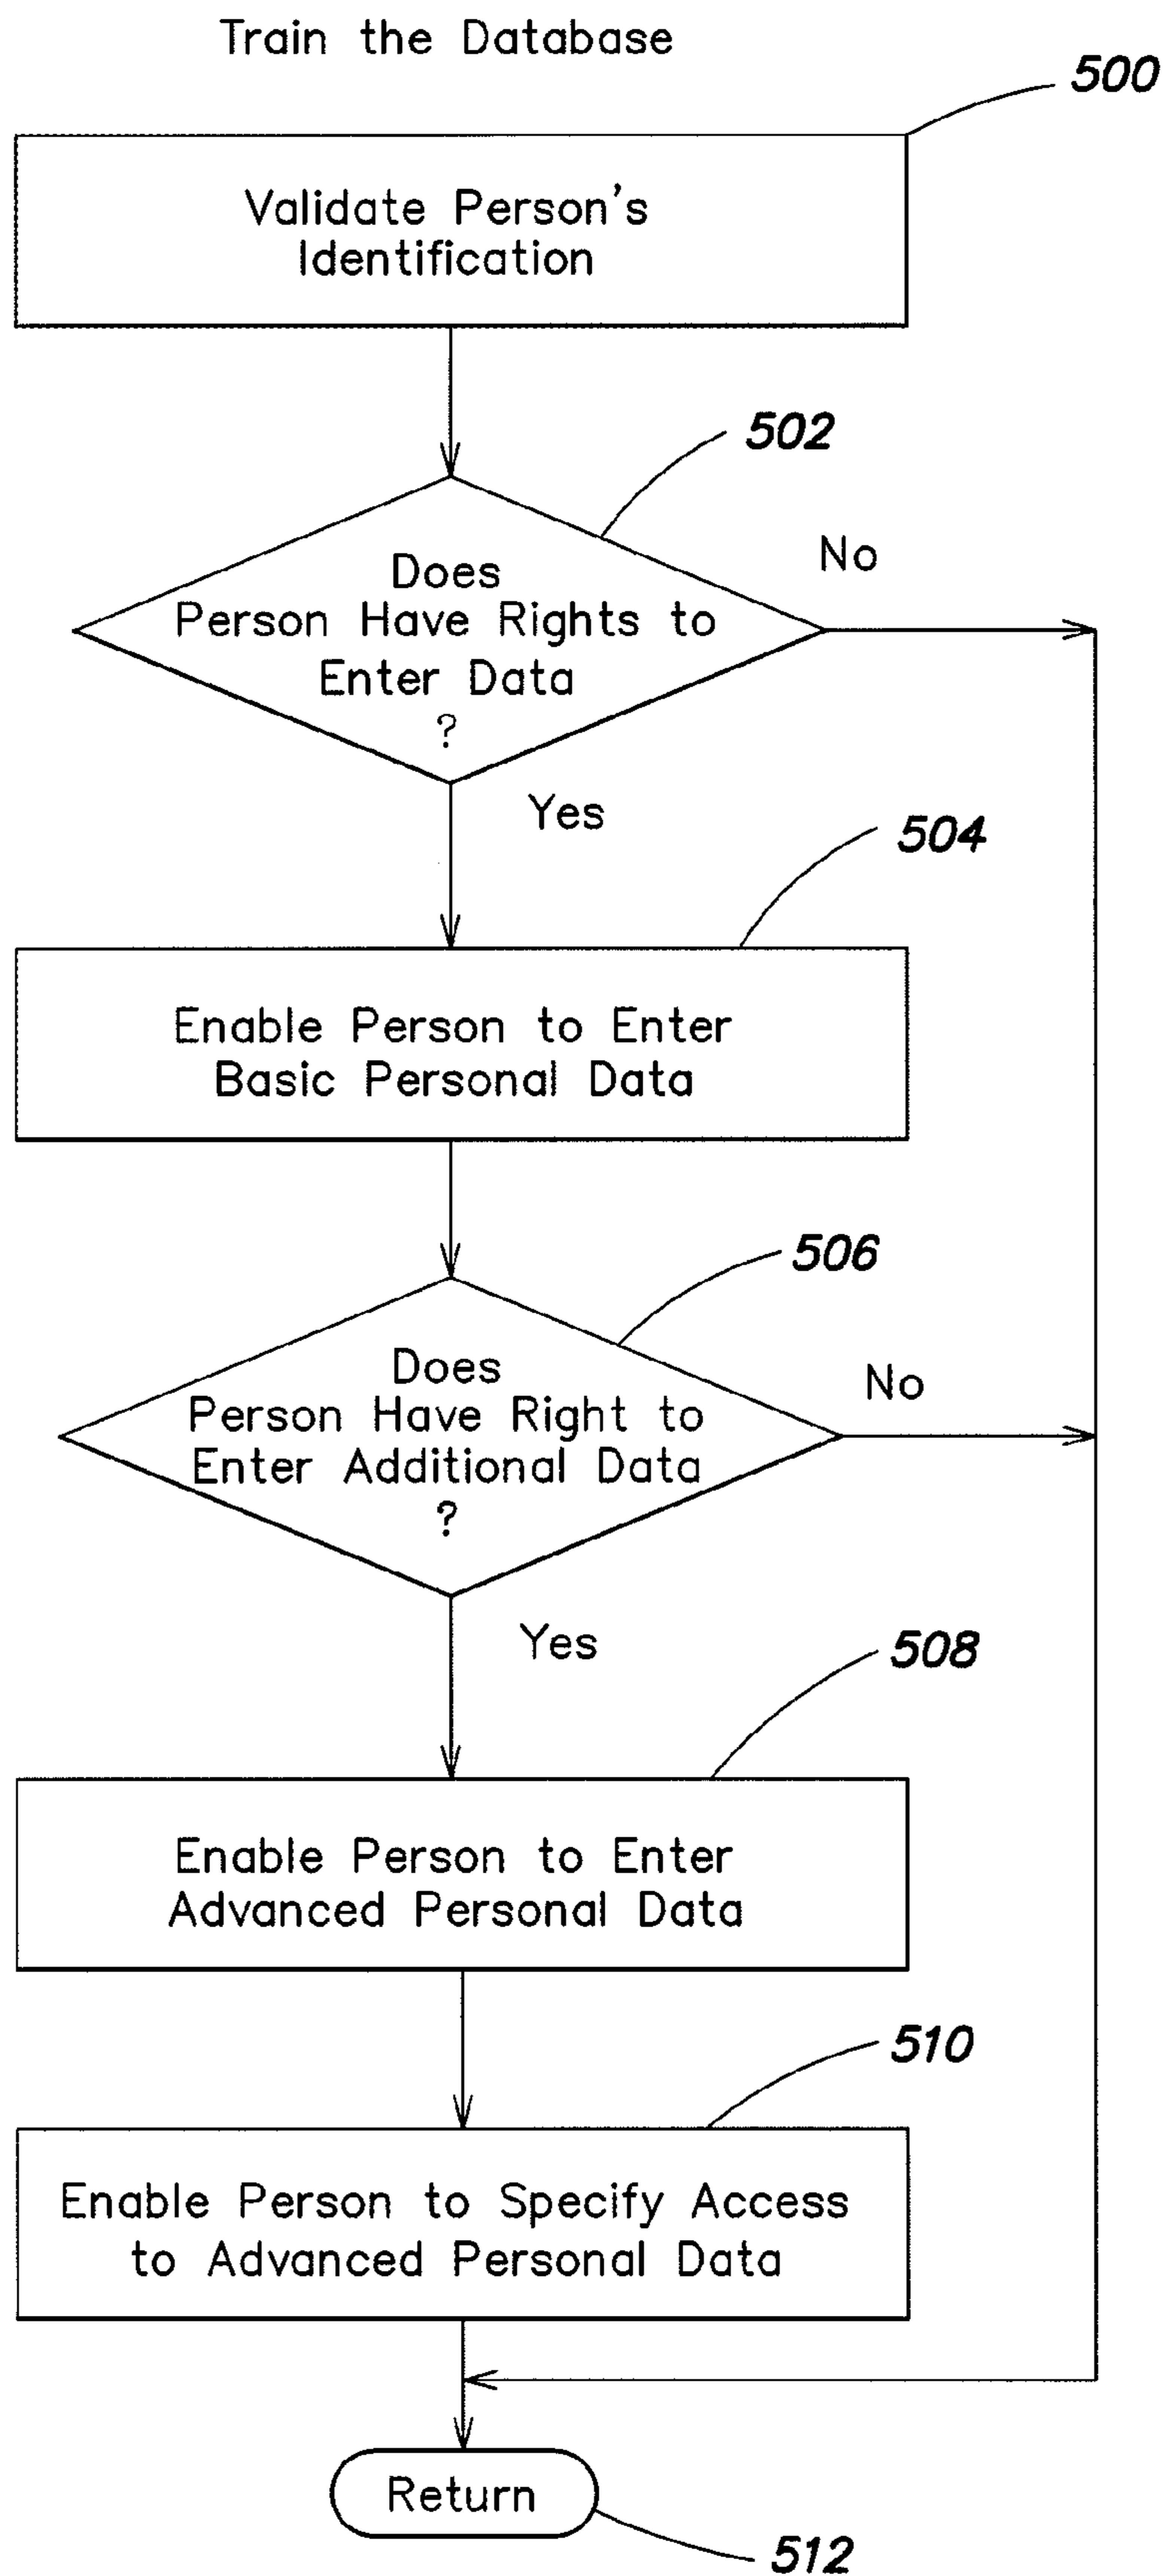 Train the Database
500
Validate Person's
Identification
502
Does
Person Have Rights to
Enter Data
?
No
Yes
504
Enable Person to Enter
Basic Personal Data
506
Does
Person Have Right to
Enter Additional Data
?
No
Yes
508
Enable Person to Enter
Advanced Personal Data
510
Enable Person to Specify Access
to Advanced Personal Data
Return
512